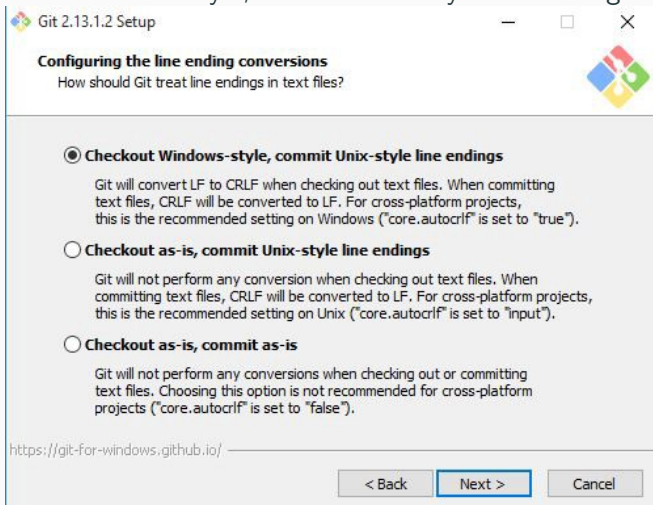 Git 2.13.1.2 Setup
Configuring the line ending conversions
How should Git treat line endings in text files?
Checkout Windows-style, commit Unix-style line endings
Git will convert LF to CRLF when checking out text files. When committing
text files, CRLF will be converted to LF. For cross-platform projects,
this is the recommended setting on Windows ("core.autocrlf" is set to "true").
Checkout as-is, commit Unix-style line endings
Git will not perform any conversion when checking out text files. When
committing text files, CRLF will be converted to LF. For cross-platform projects,
this is the recommended setting on Unix ("core.autocrlf" is set to "input").
Checkout as-is, commit as-is
Git will not perform any conversions when checking out or committing
text files. Choosing this option is not recommended for cross-platform
projects ("core.autocrlf" is set to "false").
https://git-for-windows.github.io/
< Back Next > Cancel